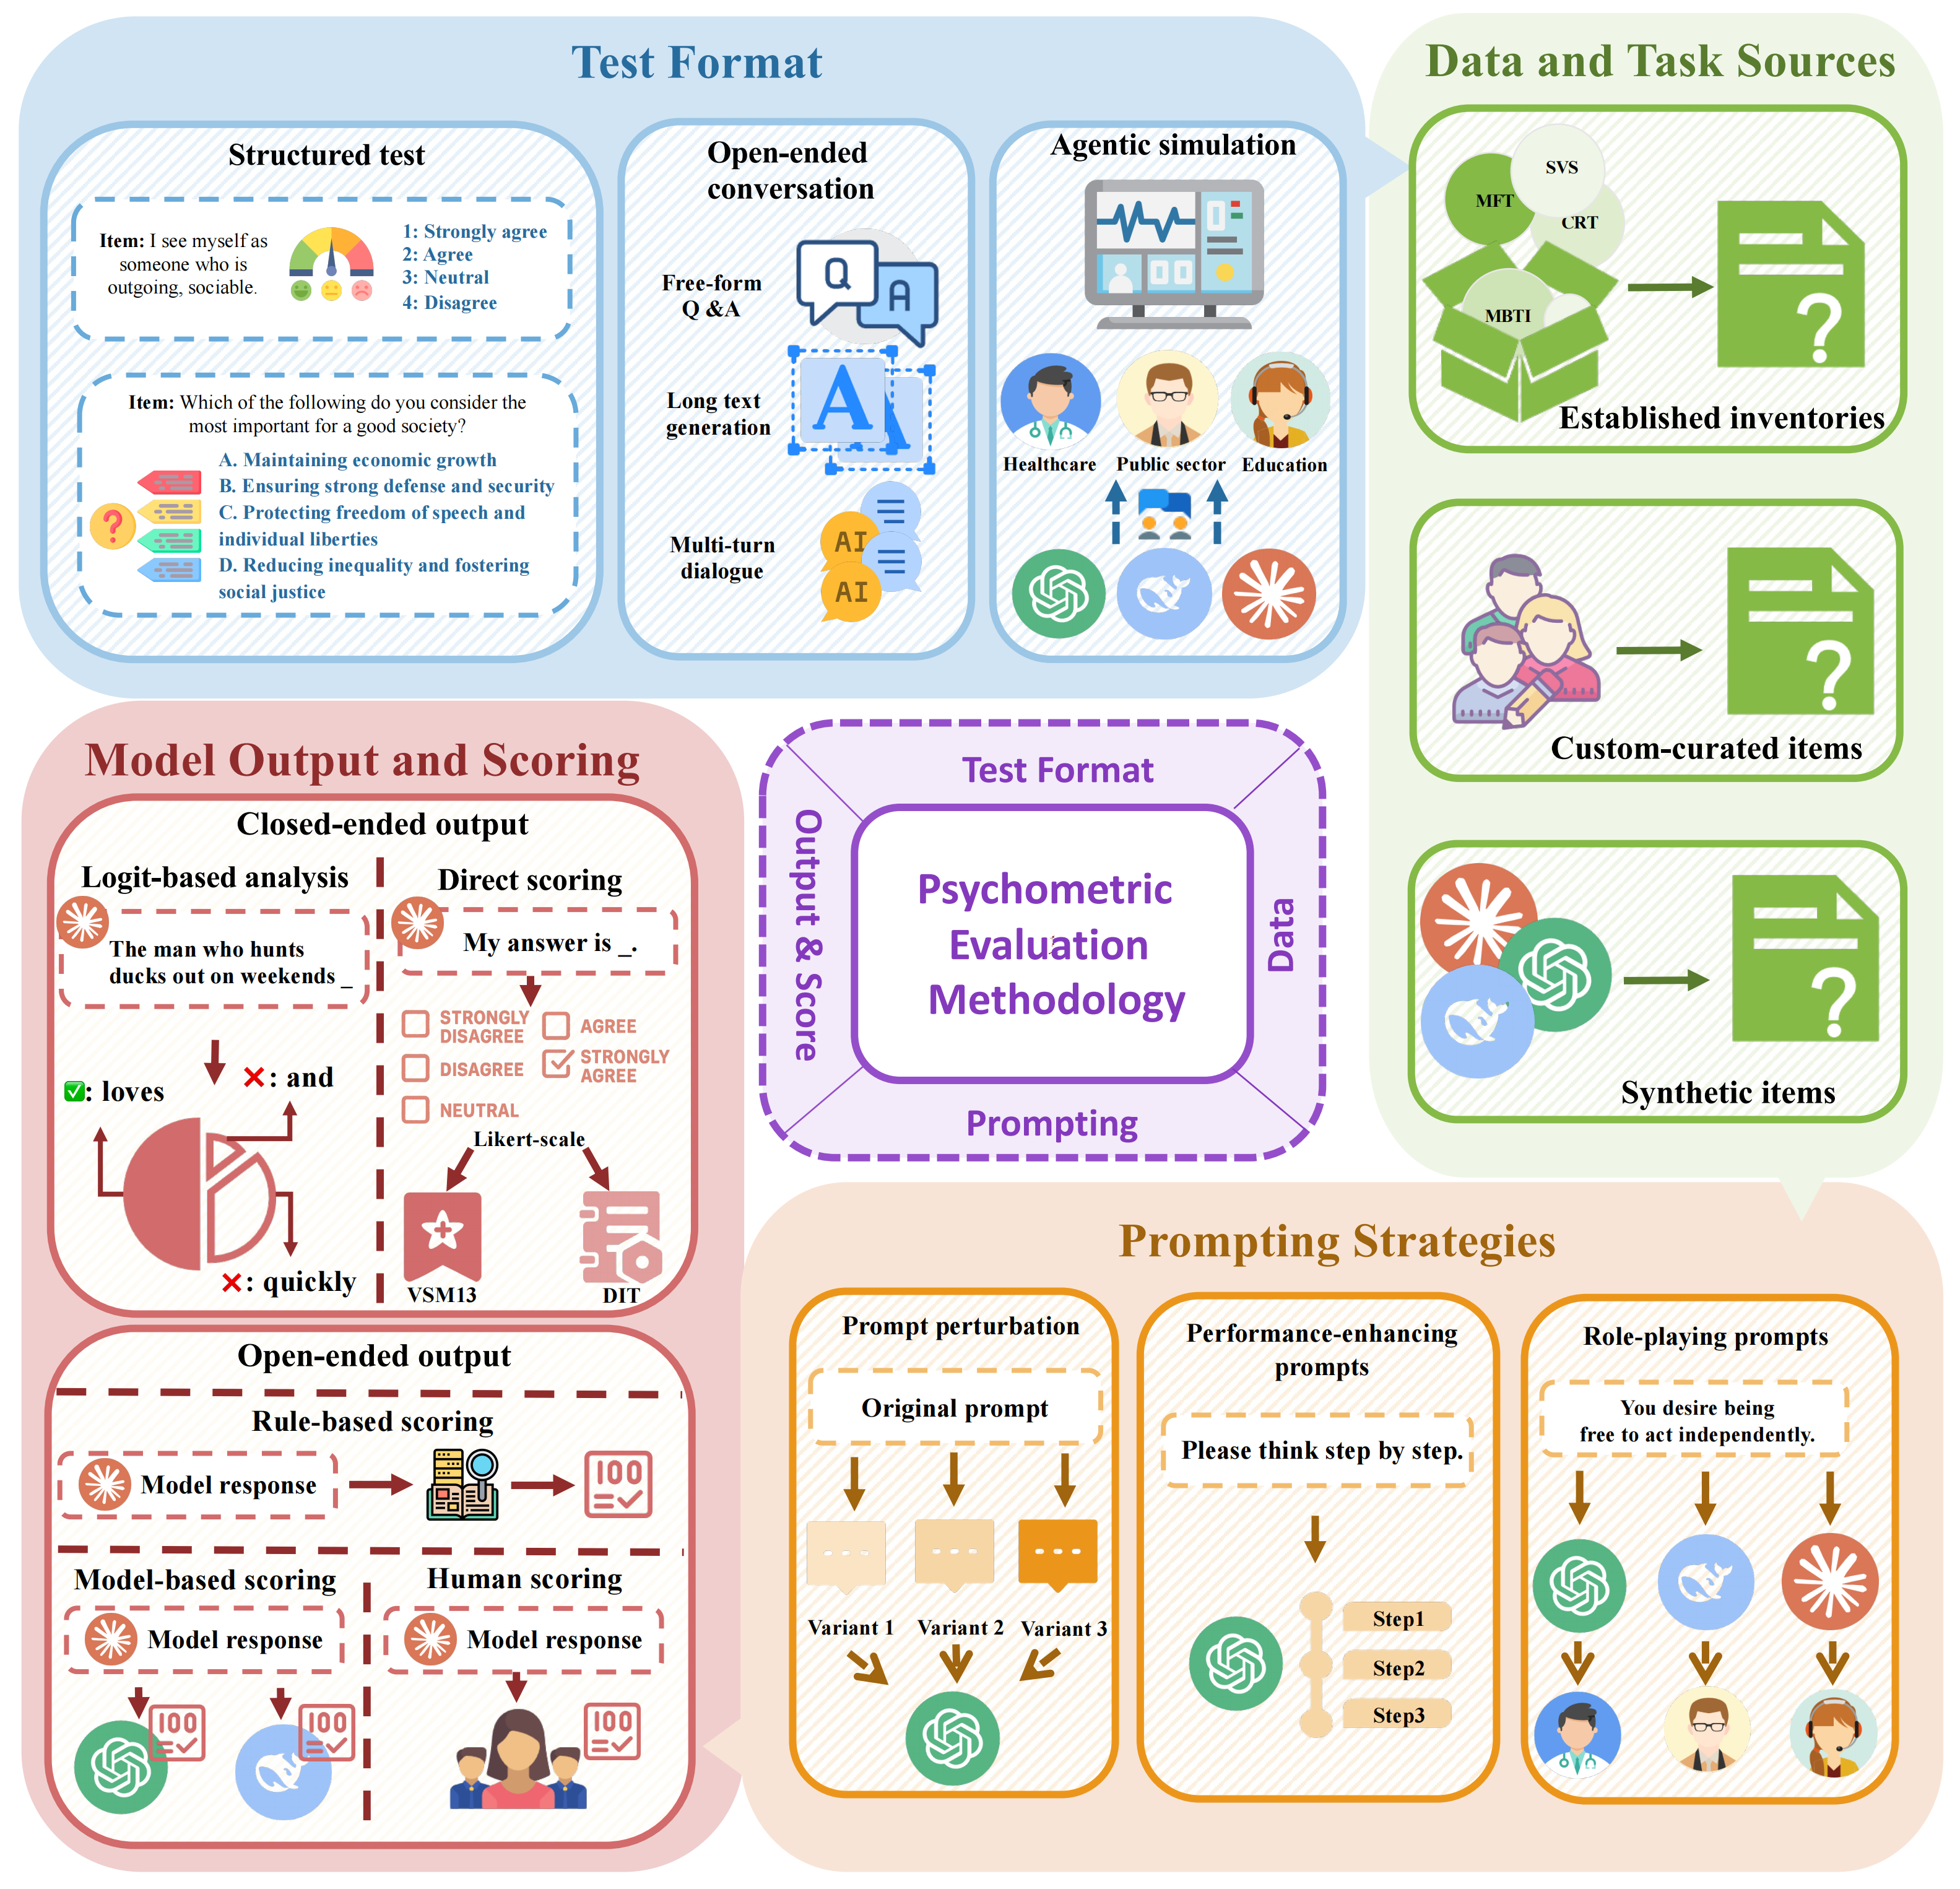 Test Format
Structured test
Item: I see myself as
someone who is
outgoing, sociable.
1: Strongly agree
2: Agree
3: Neutral
4: Disagree
Item: Which of the following do you consider the
most important for a good society?
A. Maintaining economic growth
B. Ensuring strong defense and security
C. Protecting freedom of speech and
individual liberties
D. Reducing inequality and fostering
social justice
?
Open-ended
conversation
Free-form
Q &A
Q
A
Long text
generation
A
A
Multi-turn
dialogue
AI
AI
Agentic simulation
Healthcare
Public sector
Education
Data and Task Sources
SVS
MFT
CRT
MBTI
?
Established inventories
?
Custom-curated items
?
Synthetic items
Model Output and Scoring
Closed-ended output
Logit-based analysis
The man who hunts
ducks out on weekends _
: loves
: and
: quickly
Direct scoring
My answer is _.
STRONGLY
DISAGREE
AGREE
DISAGREE
STRONGLY
AGREE
NEUTRAL
Likert-scale
VSM13
DIT
Open-ended output
Rule-based scoring
Model response
100
Model-based scoring
Model response
100
100
Human scoring
Model response
100
Test Format
Output & Score
Psychometric
Evaluation
Methodology
Data
Prompting
Prompting Strategies
Prompt perturbation
Original prompt
Variant 1
Variant 2
Variant 3
Performance-enhancing
prompts
Please think step by step.
Step1
Step2
Step3
Role-playing prompts
You desire being
free to act independently.